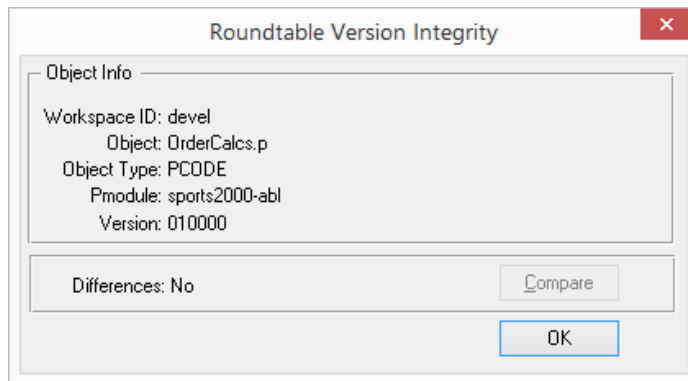 Roundtable Version Integrity
Object Info
Workspace ID: devel
Object: OrderCalcs.p
Object Type: PCODE
Pmodule: sports2000-abl
Version: 010000
Differences: No
Compare
OK